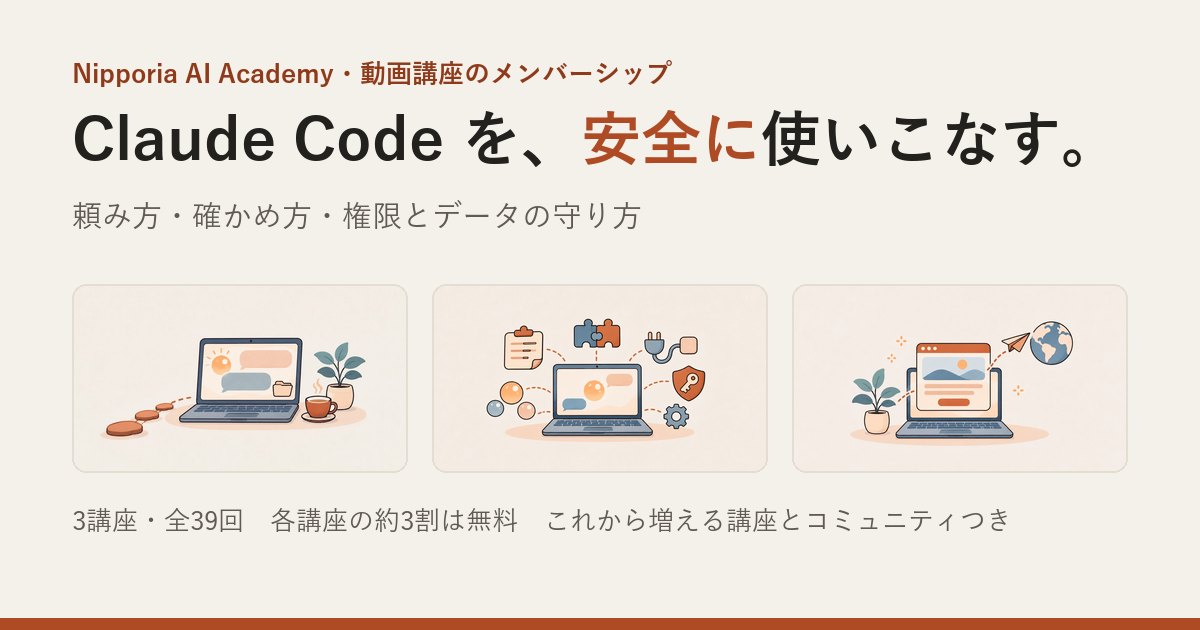 Nipporia AI Academy・動画講座のメンバーシップ
Claude Code を、安全に使いこなす。
頼み方・確かめ方・権限とデータの守り方
3講座・全39回　各講座の約3割は無料　これから増える講座とコミュニティつき